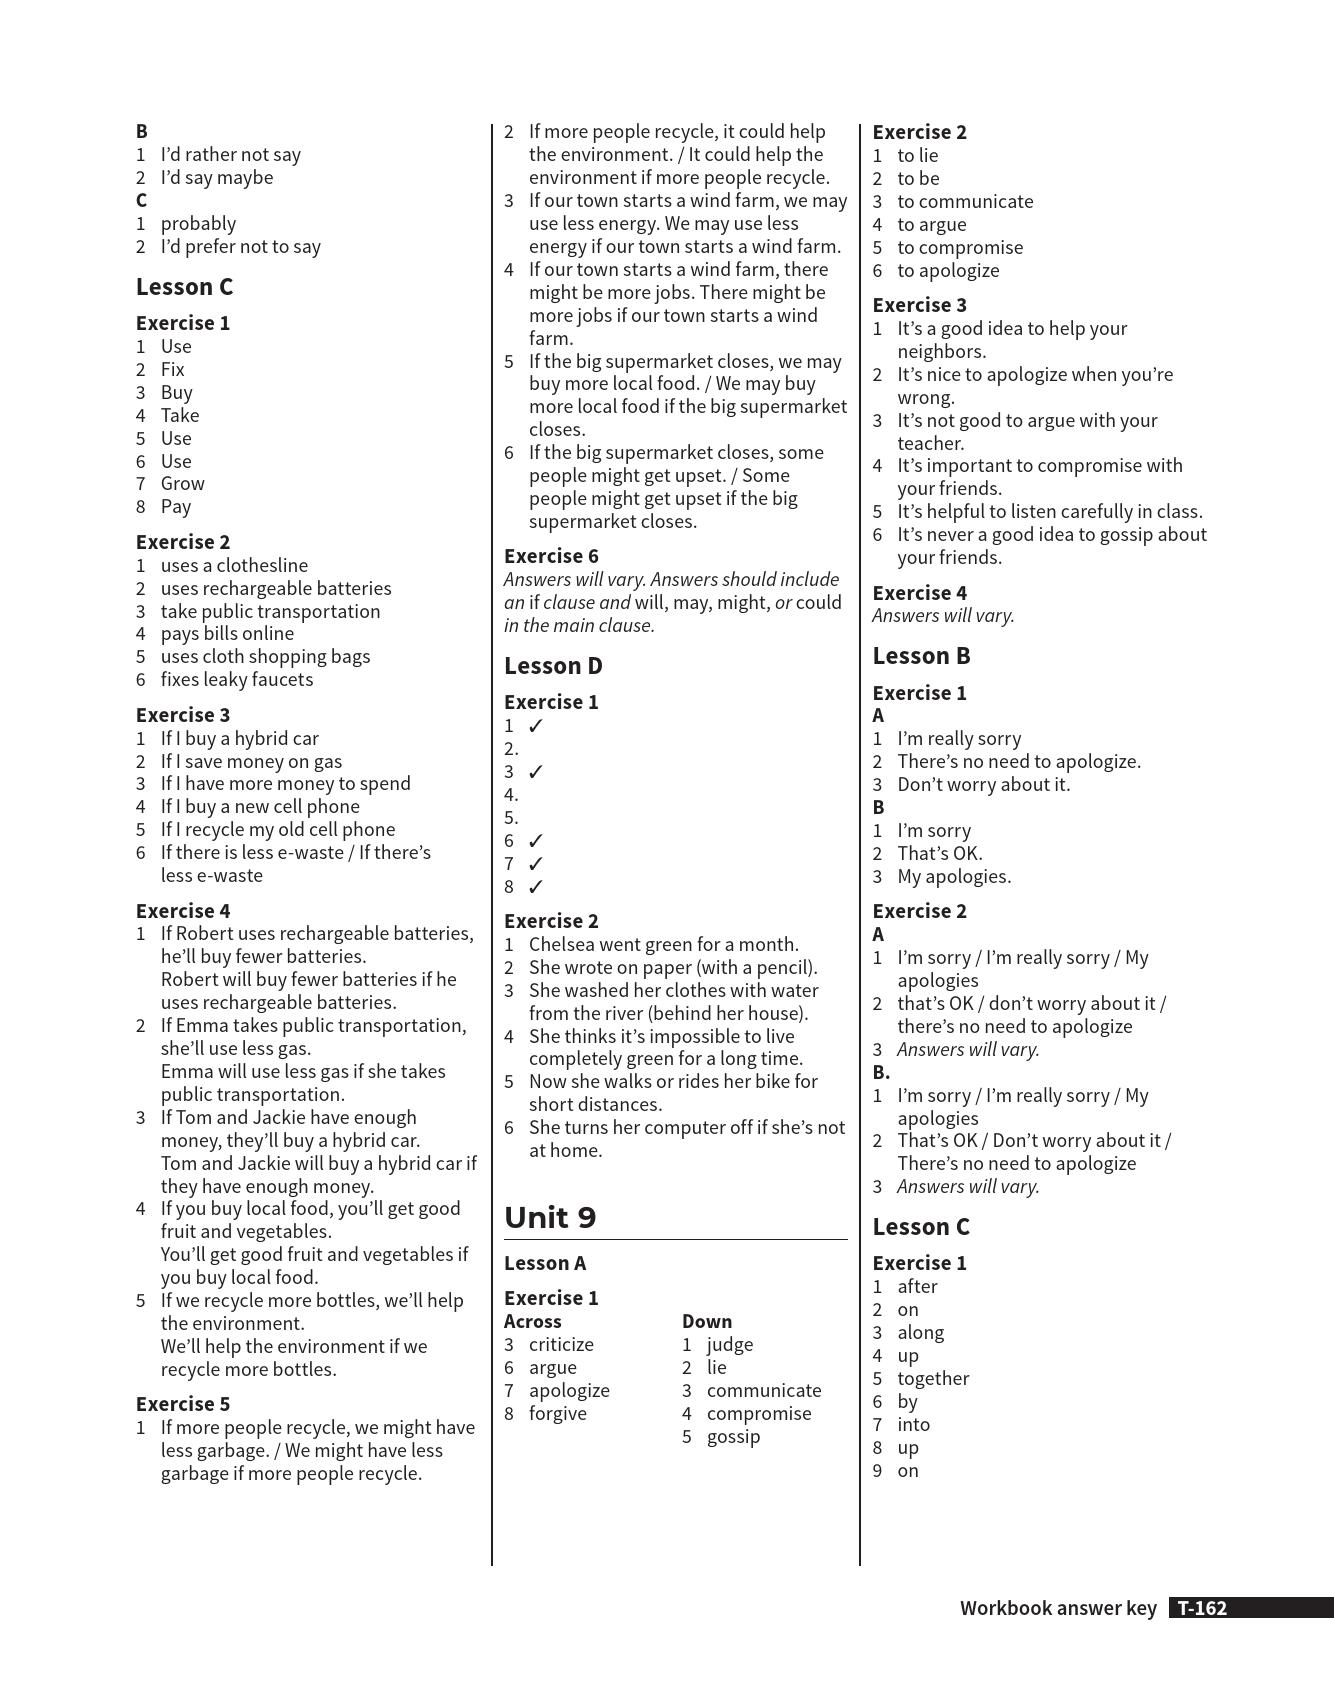 B
1 I’d rather not say
2 I’d say maybe
C
1 probably
2 I’d prefer not to say
Lesson C
Exercise 1
1 Use
2 Fix
3 Buy
4 Take
5 Use
6 Use
7 Grow
8 Pay
Exercise 2
1 uses a clothesline
2 uses rechargeable batteries
3 take public transportation
4 pays bills online
5 uses cloth shopping bags
6 fixes leaky faucets
Exercise 3
1 If I buy a hybrid car
2 If I save money on gas
3 If I have more money to spend
4 If I buy a new cell phone
5 If I recycle my old cell phone
6 If there is less e-waste / If there’s
less e-waste
Exercise 4
1 If Robert uses rechargeable batteries,
he’ll buy fewer batteries.
Robert will buy fewer batteries if he
uses rechargeable batteries.
2 If Emma takes public transportation,
she’ll use less gas.
Emma will use less gas if she takes
public transportation.
3 If Tom and Jackie have enough
money, they’ll buy a hybrid car.
Tom and Jackie will buy a hybrid car if
they have enough money.
4 If you buy local food, you’ll get good
fruit and vegetables.
You’ll get good fruit and vegetables if
you buy local food.
5 If we recycle more bottles, we’ll help
the environment.
We’ll help the environment if we
recycle more bottles.
Exercise 5
1 If more people recycle, we might have
less garbage. / We might have less
garbage if more people recycle.
2 If more people recycle, it could help
the environment. / It could help the
environment if more people recycle.
3 If our town starts a wind farm, we may
use less energy. We may use less
energy if our town starts a wind farm.
4 If our town starts a wind farm, there
might be more jobs. There might be
more jobs if our town starts a wind
farm.
5 If the big supermarket closes, we may
buy more local food. / We may buy
more local food if the big supermarket
closes.
6 If the big supermarket closes, some
people might get upset. / Some
people might get upset if the big
supermarket closes.
Exercise 6
Answers will vary. Answers should include
an if clause and will, may, might, or could
in the main clause.
Lesson D
Exercise 1
1 ✓
2.
3 ✓
4.
5.
6 ✓
7 ✓
8 ✓
Exercise 2
1 Chelsea went green for a month.
2 She wrote on paper (with a pencil).
3 She washed her clothes with water
from the river (behind her house).
4 She thinks it’s impossible to live
completely green for a long time.
5 Now she walks or rides her bike for
short distances.
6 She turns her computer off if she’s not
at home.
Unit 9
Lesson A
Exercise 1
Across
3 criticize
6 argue
7 apologize
8 forgive
Down
1 judge
2 lie
3 communicate
4 compromise
5 gossip
Exercise 2
1 to lie
2 to be
3 to communicate
4 to argue
5 to compromise
6 to apologize
Exercise 3
1 It’s a good idea to help your
neighbors.
2 It’s nice to apologize when you’re
wrong.
3 It’s not good to argue with your
teacher.
4 It’s important to compromise with
your friends.
5 It’s helpful to listen carefully in class.
6 It’s never a good idea to gossip about
your friends.
Exercise 4
Answers will vary.
Lesson B
Exercise 1
A
1 I’m really sorry
2 There’s no need to apologize.
3 Don’t worry about it.
B
1 I’m sorry
2 That’s OK.
3 My apologies.
Exercise 2
A
1 I’m sorry / I’m really sorry / My
apologies
2 that’s OK / don’t worry about it /
there’s no need to apologize
3 Answers will vary.
B.
1 I’m sorry / I’m really sorry / My
apologies
2 That’s OK / Don’t worry about it /
There’s no need to apologize
3 Answers will vary.
Lesson C
Exercise 1
1 after
2 on
3 along
4 up
5 together
6 by
7 into
8 up
9 on
Workbook answer key T-162